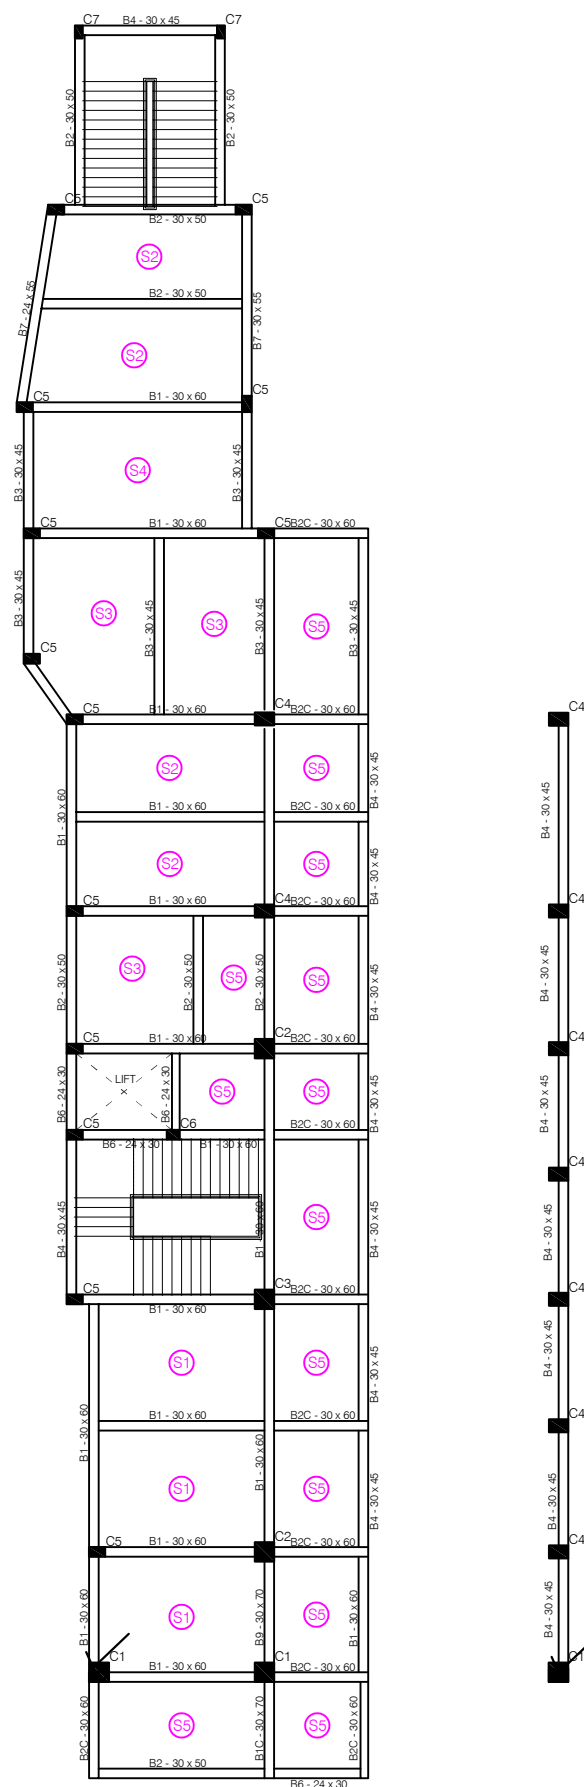 C7
B4 - 30 x 45
C7
B2 - 30 x 50
B2 - 30 x 50
C5
C5
B2 - 30 x 50
S2
B2 - 30 x 50
B7 - 24 x 55
B7 - 30 x 55
S2
C5
C5
B1 - 30 x 60
B3 - 30 x 45
S4
B3 - 30 x 45
C5
B1 - 30 x 60
C5
B2C - 30 x 60
B3 - 30 x 45
S3
B3 - 30 x 45
S3
B3 - 30 x 45
S5
B3 - 30 x 45
C5
C5
B1 - 30 x 60
C4
B2C - 30 x 60
C4
S2
S5
B4 - 30 x 45
B4 - 30 x 45
B1 - 30 x 60
B1 - 30 x 60
B2C - 30 x 60
S2
S5
B4 - 30 x 45
C5
B1 - 30 x 60
C4
B2C - 30 x 60
C4
B2 - 30 x 50
S3
B2 - 30 x 50
S5
B2 - 30 x 50
S5
B4 - 30 x 45
B4 - 30 x 45
C5
B1 - 30 x 60
C2
B2C - 30 x 60
C4
B6 - 24 x 30
LIFT
B6 - 24 x 30
S5
S5
B4 - 30 x 45
B4 - 30 x 45
C5
B6 - 24 x 30
C6
B1 - 30 x 60
B2C - 30 x 60
C4
B4 - 30 x 45
B1 - 30 x 60
S5
B4 - 30 x 45
B4 - 30 x 45
C5
B1 - 30 x 60
C3
B2C - 30 x 60
C4
S1
S5
B4 - 30 x 45
B4 - 30 x 45
B1 - 30 x 60
B1 - 30 x 60
B2C - 30 x 60
C4
B1 - 30 x 60
S1
S5
B4 - 30 x 45
B4 - 30 x 45
C5
B1 - 30 x 60
C2
B2C - 30 x 60
C4
B1 - 30 x 60
S1
B9 - 30 x 70
S5
B1 - 30 x 60
B4 - 30 x 45
C1
B1 - 30 x 60
C1
B2C - 30 x 60
C1
B2C - 30 x 60
S5
B1C - 30 x 70
S5
B2C - 30 x 60
B2 - 30 x 50
B6 - 24 x 30